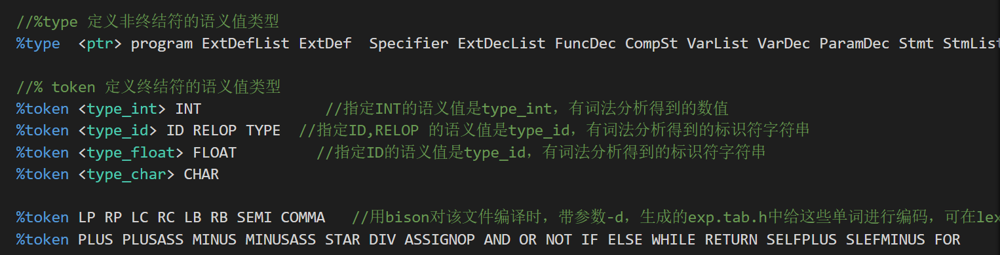 //%type 定义非终结符的语义值类型
%type  <ptr> program ExtDefList ExtDef  Specifier ExtDecList FuncDec CompSt VarList VarDec ParamDec Stmt StmList
//% token 定义终结符的语义值类型
%token <type_int> INT              //指定INT的语义值是type_int，有词法分析得到的数值
%token <type_id> ID RELOP TYPE  //指定ID,RELOP 的语义值是type_id，有词法分析得到的标识符字符串
%token <type_float> FLOAT         //指定ID的语义值是type_id，有词法分析得到的标识符字符串
%token <type_char> CHAR
%token LP RP LC RC LB RB SEMI COMMA   //用bison对该文件编译时，带参数-d，生成的exp.tab.h中给这些单词进行编码，可在lex
%token PLUS PLUSASS MINUS MINUSASS STAR DIV ASSIGNOP AND OR NOT IF ELSE WHILE RETURN SELFPLUS SLEFMINUS FOR